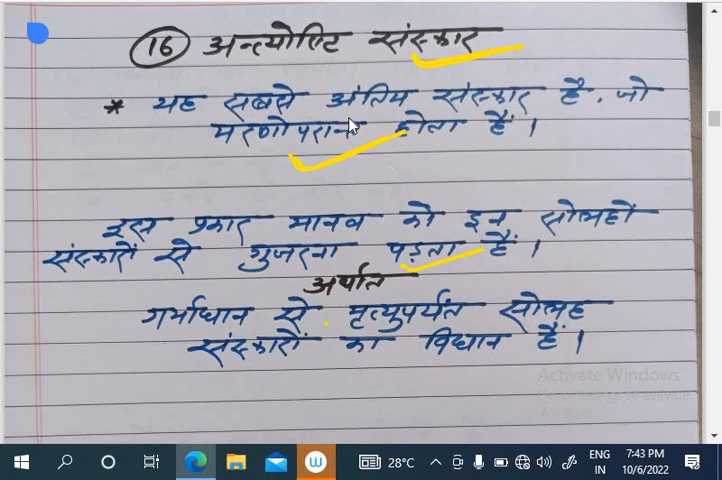 16 अन्त्योष्टि संस्कार
* यह सबसे अंतिम संस्कार है. जो
मरणोपरान्त होता हैं।
इस प्रकार मानव को इन सोलहों
संस्कारों से गुजरना पड़ता हैं।
अर्थात
गर्भाधान से मृत्युपर्यंत सोलह
संस्कारों का विधान हैं।
Activate Windows
28°C
ENG
IN
7:43 PM
10/6/2022